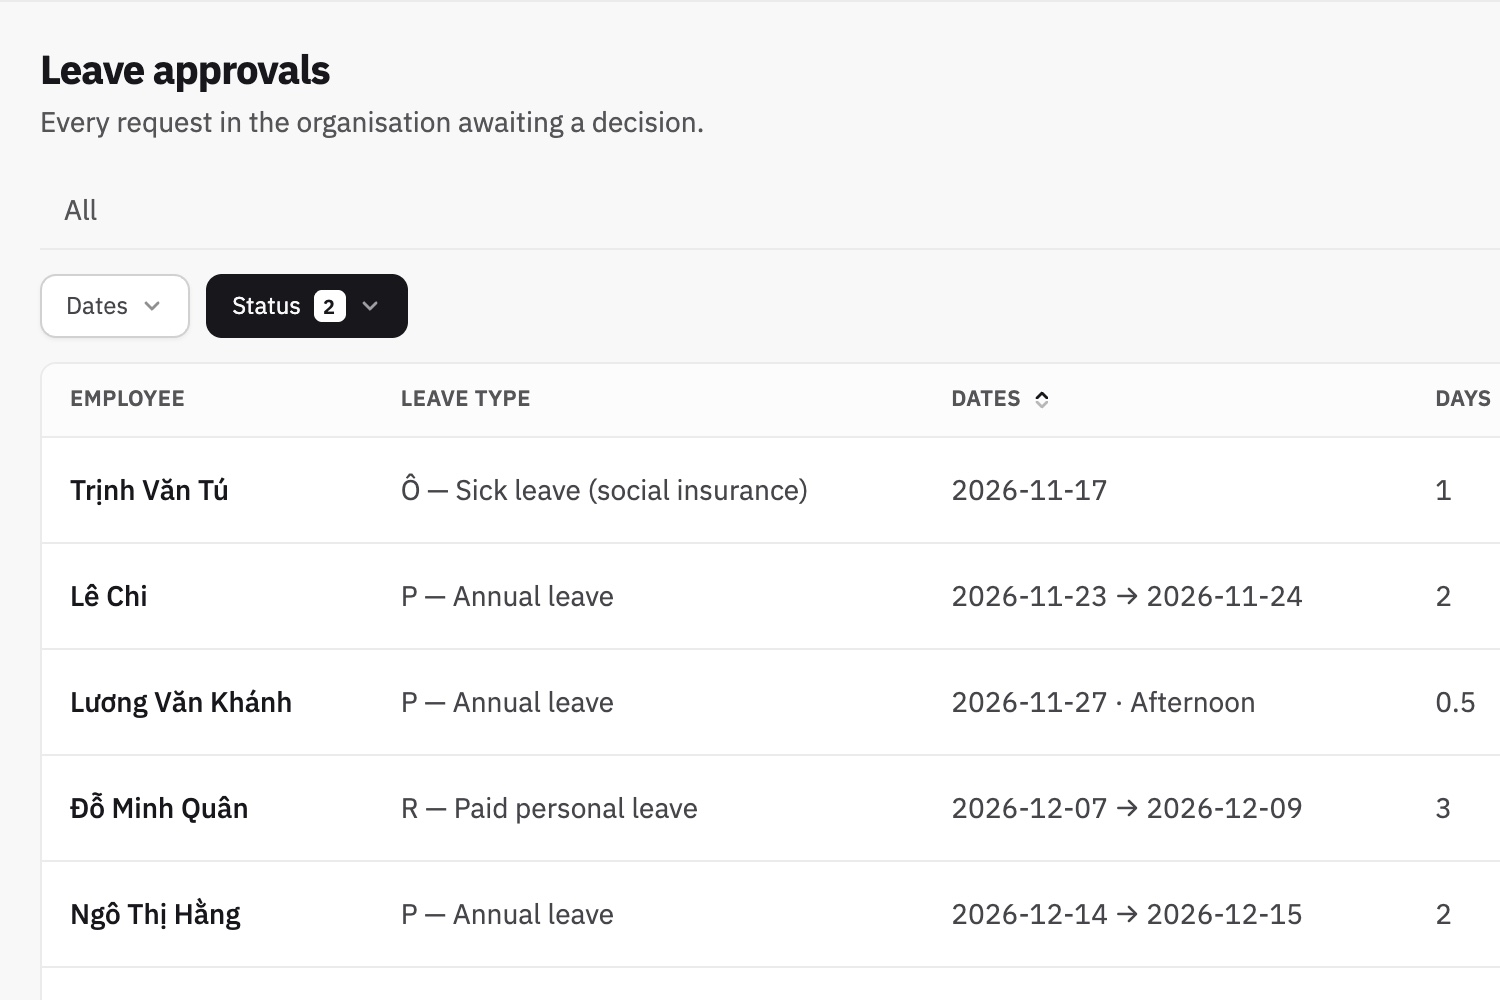 Leave approvals
Every request in the organisation awaiting a decision.
All
Dates
Status 2
EMPLOYEE LEAVE TYPE DATES DAYS
Trịnh Văn Tú Ô — Sick leave (social insurance) 2026-11-17 1
Lê Chi P — Annual leave 2026-11-23 → 2026-11-24 2
Lương Văn Khánh P — Annual leave 2026-11-27 · Afternoon 0.5
Đỗ Minh Quân R — Paid personal leave 2026-12-07 → 2026-12-09 3
Ngô Thị Hằng P — Annual leave 2026-12-14 → 2026-12-15 2